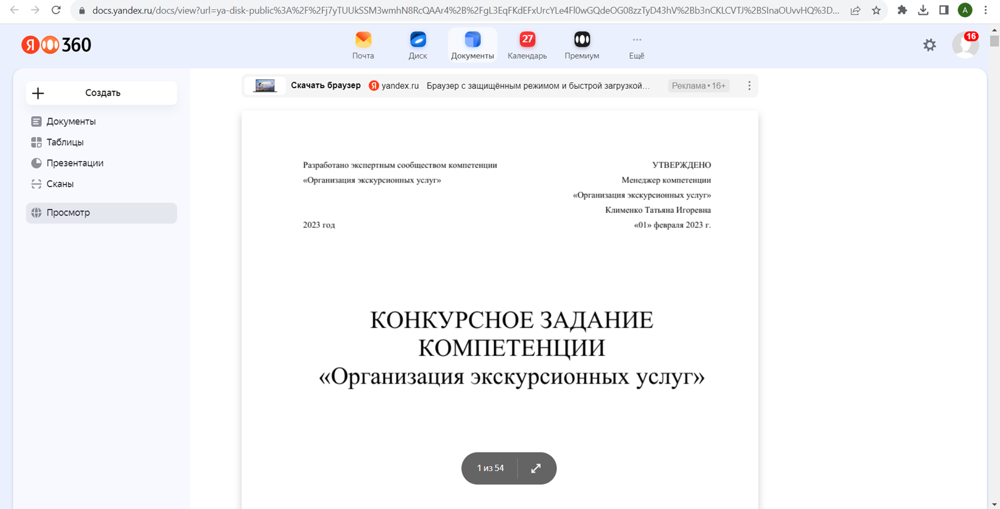 docs.yandex.ru/docs/view?url=ya-disk-public%3A%2F%2Fj7yTUUkSSM3wmhN8RcQAAr4%2B%2FgL3EqFKdEFxUrcYLe4Fl0wGQdeOG08zzTyD43hV%2Bb3nCKLCVTJ%2BSInaOUvvHQ%3D...
A
Я 360
Почта
Диск
Документы
27
Календарь
Премиум
Ещё
16
Создать
Документы
Таблицы
Презентации
Сканы
Просмотр
Скачать браузер Я yandex.ru Браузер с защищённым режимом и быстрой загрузкой… Реклама • 16+
Разработано экспертным сообществом компетенции
«Организация экскурсионных услуг»
2023 год
УТВЕРЖДЕНО
Менеджер компетенции
«Организация экскурсионных услуг»
Клименко Татьяна Игоревна
«01» февраля 2023 г.
КОНКУРСНОЕ ЗАДАНИЕ
КОМПЕТЕНЦИИ
«Организация экскурсионных услуг»
1 из 54